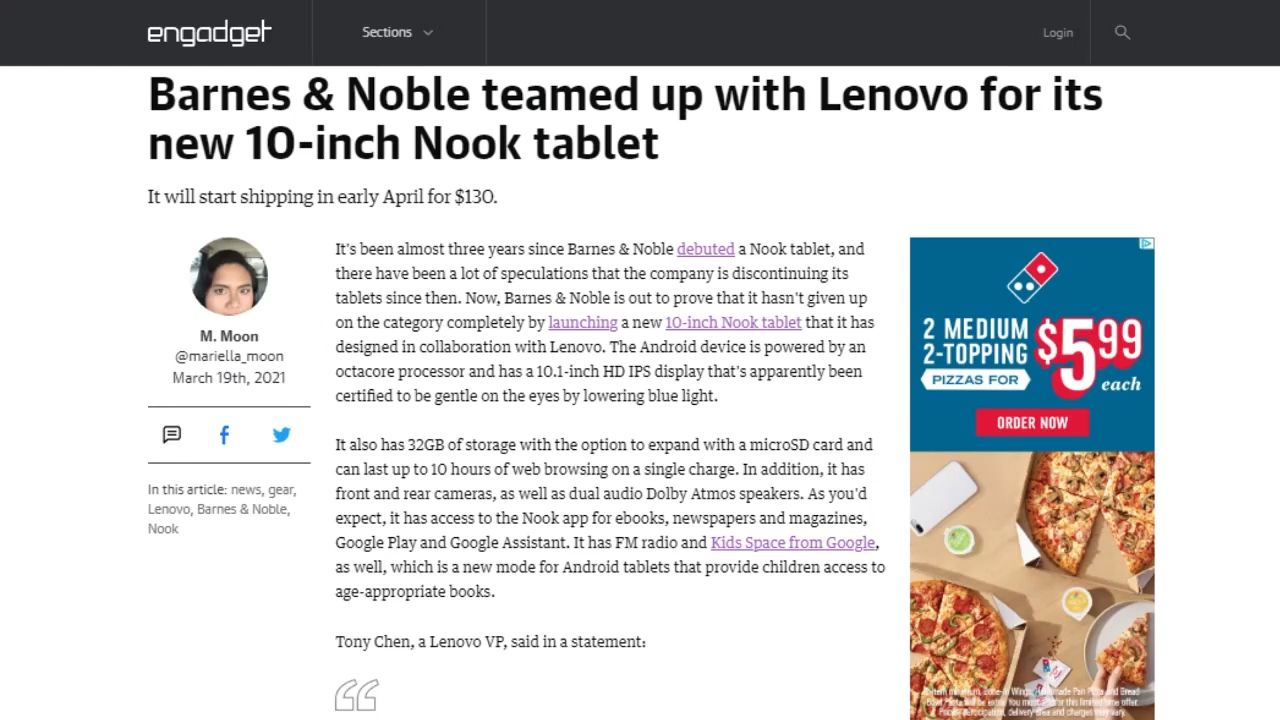 engadget
Sections
Login
Barnes & Noble teamed up with Lenovo for its
new 10-inch Nook tablet
It will start shipping in early April for $130.
M. Moon
@mariella_moon
March 19th, 2021
In this article: news, gear,
Lenovo, Barnes & Noble,
Nook
It's been almost three years since Barnes & Noble debuted a Nook tablet, and
there have been a lot of speculations that the company is discontinuing its
tablets since then. Now, Barnes & Noble is out to prove that it hasn't given up
on the category completely by launching a new 10-inch Nook tablet that it has
designed in collaboration with Lenovo. The Android device is powered by an
octacore processor and has a 10.1-inch HD IPS display that's apparently been
certified to be gentle on the eyes by lowering blue light.
It also has 32GB of storage with the option to expand with a microSD card and
can last up to 10 hours of web browsing on a single charge. In addition, it has
front and rear cameras, as well as dual audio Dolby Atmos speakers. As you'd
expect, it has access to the Nook app for ebooks, newspapers and magazines,
Google Play and Google Assistant. It has FM radio and Kids Space from Google,
as well, which is a new mode for Android tablets that provide children access to
age-appropriate books.
Tony Chen, a Lenovo VP, said in a statement:
2 MEDIUM
2-TOPPING
PIZZAS FOR
$5.99
each
ORDER NOW